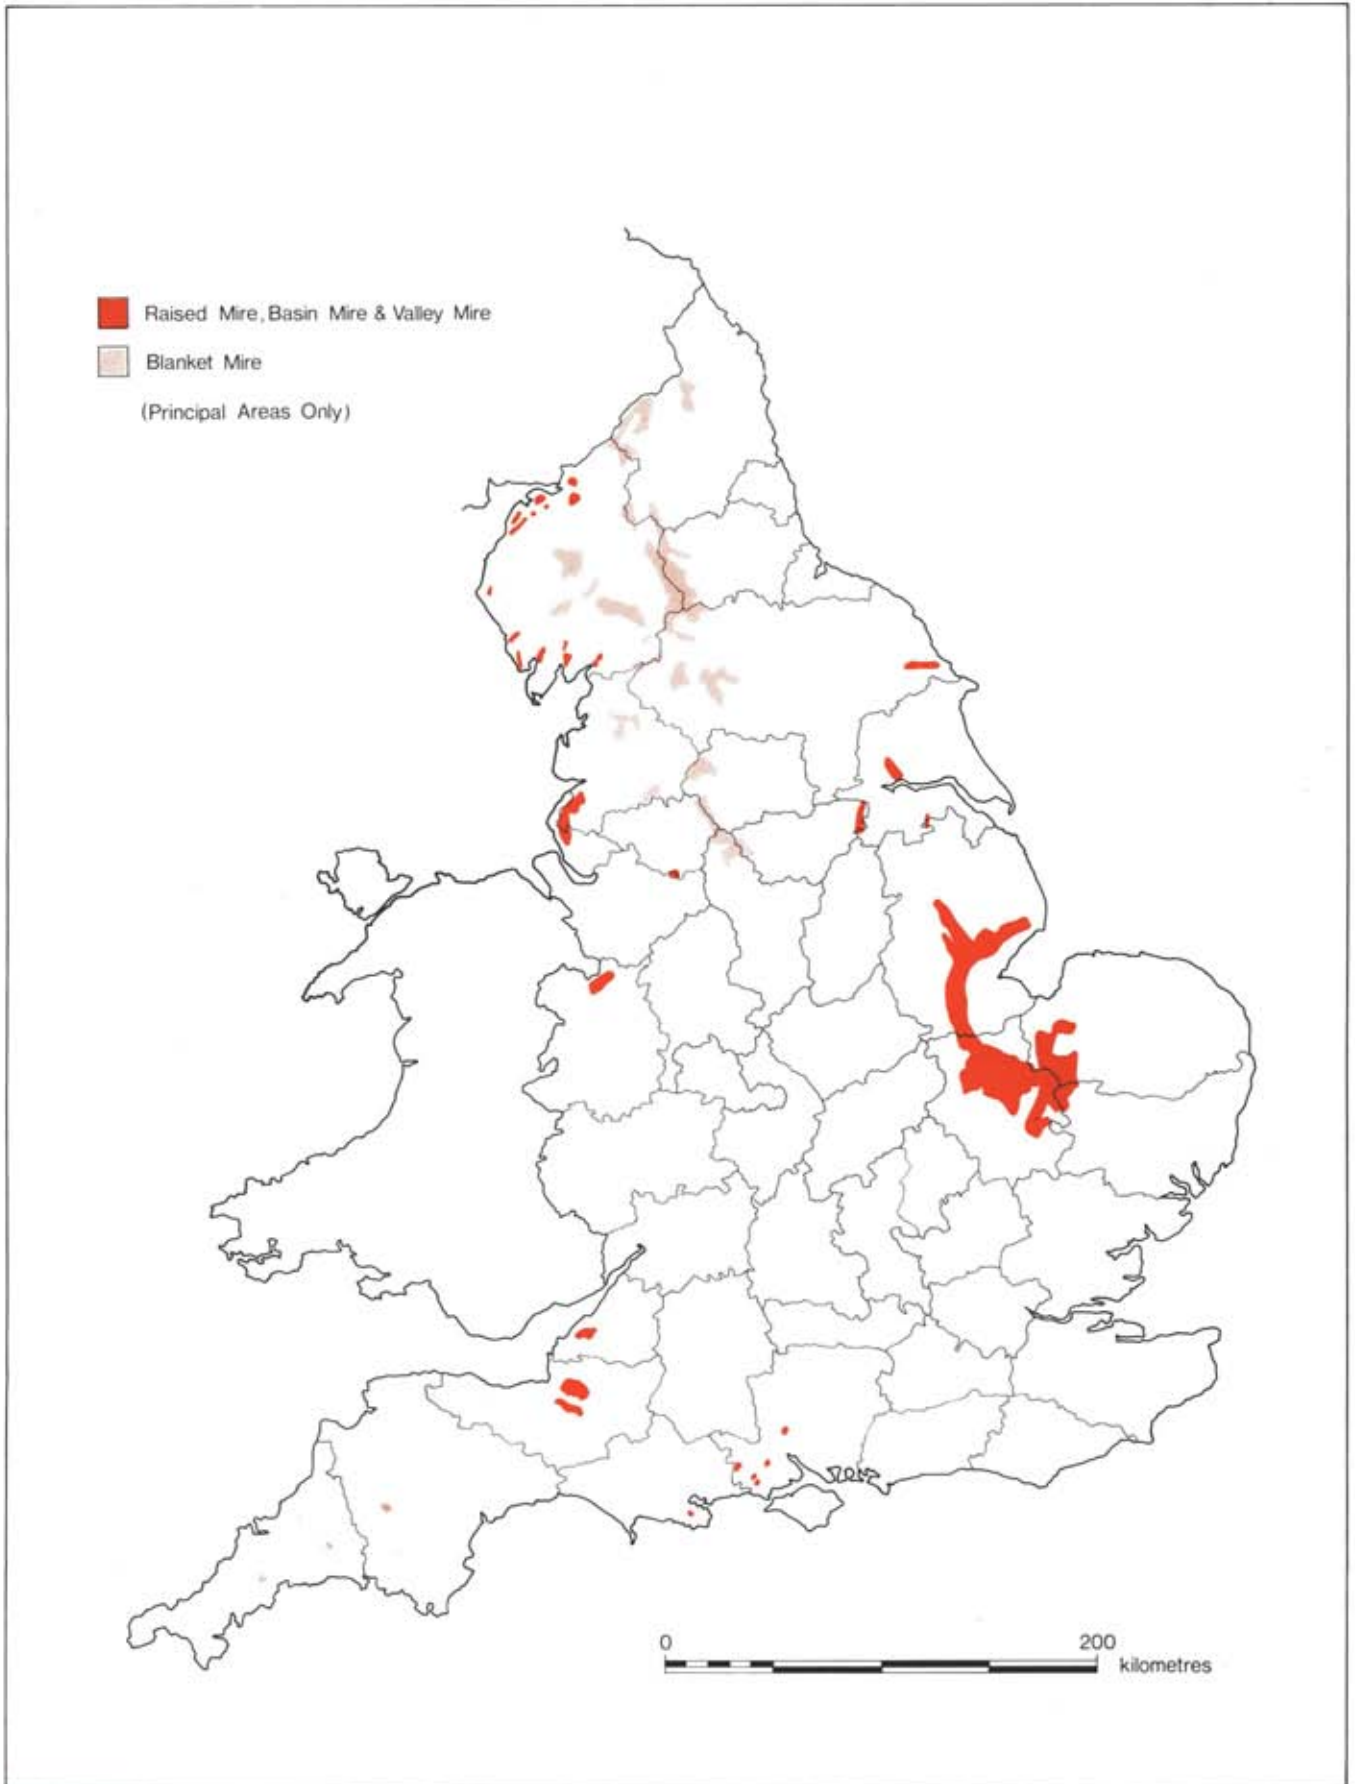 Raised Mire, Basin Mire & Valley Mire
Blanket Mire
(Principal Areas Only)
0 200
kilometres